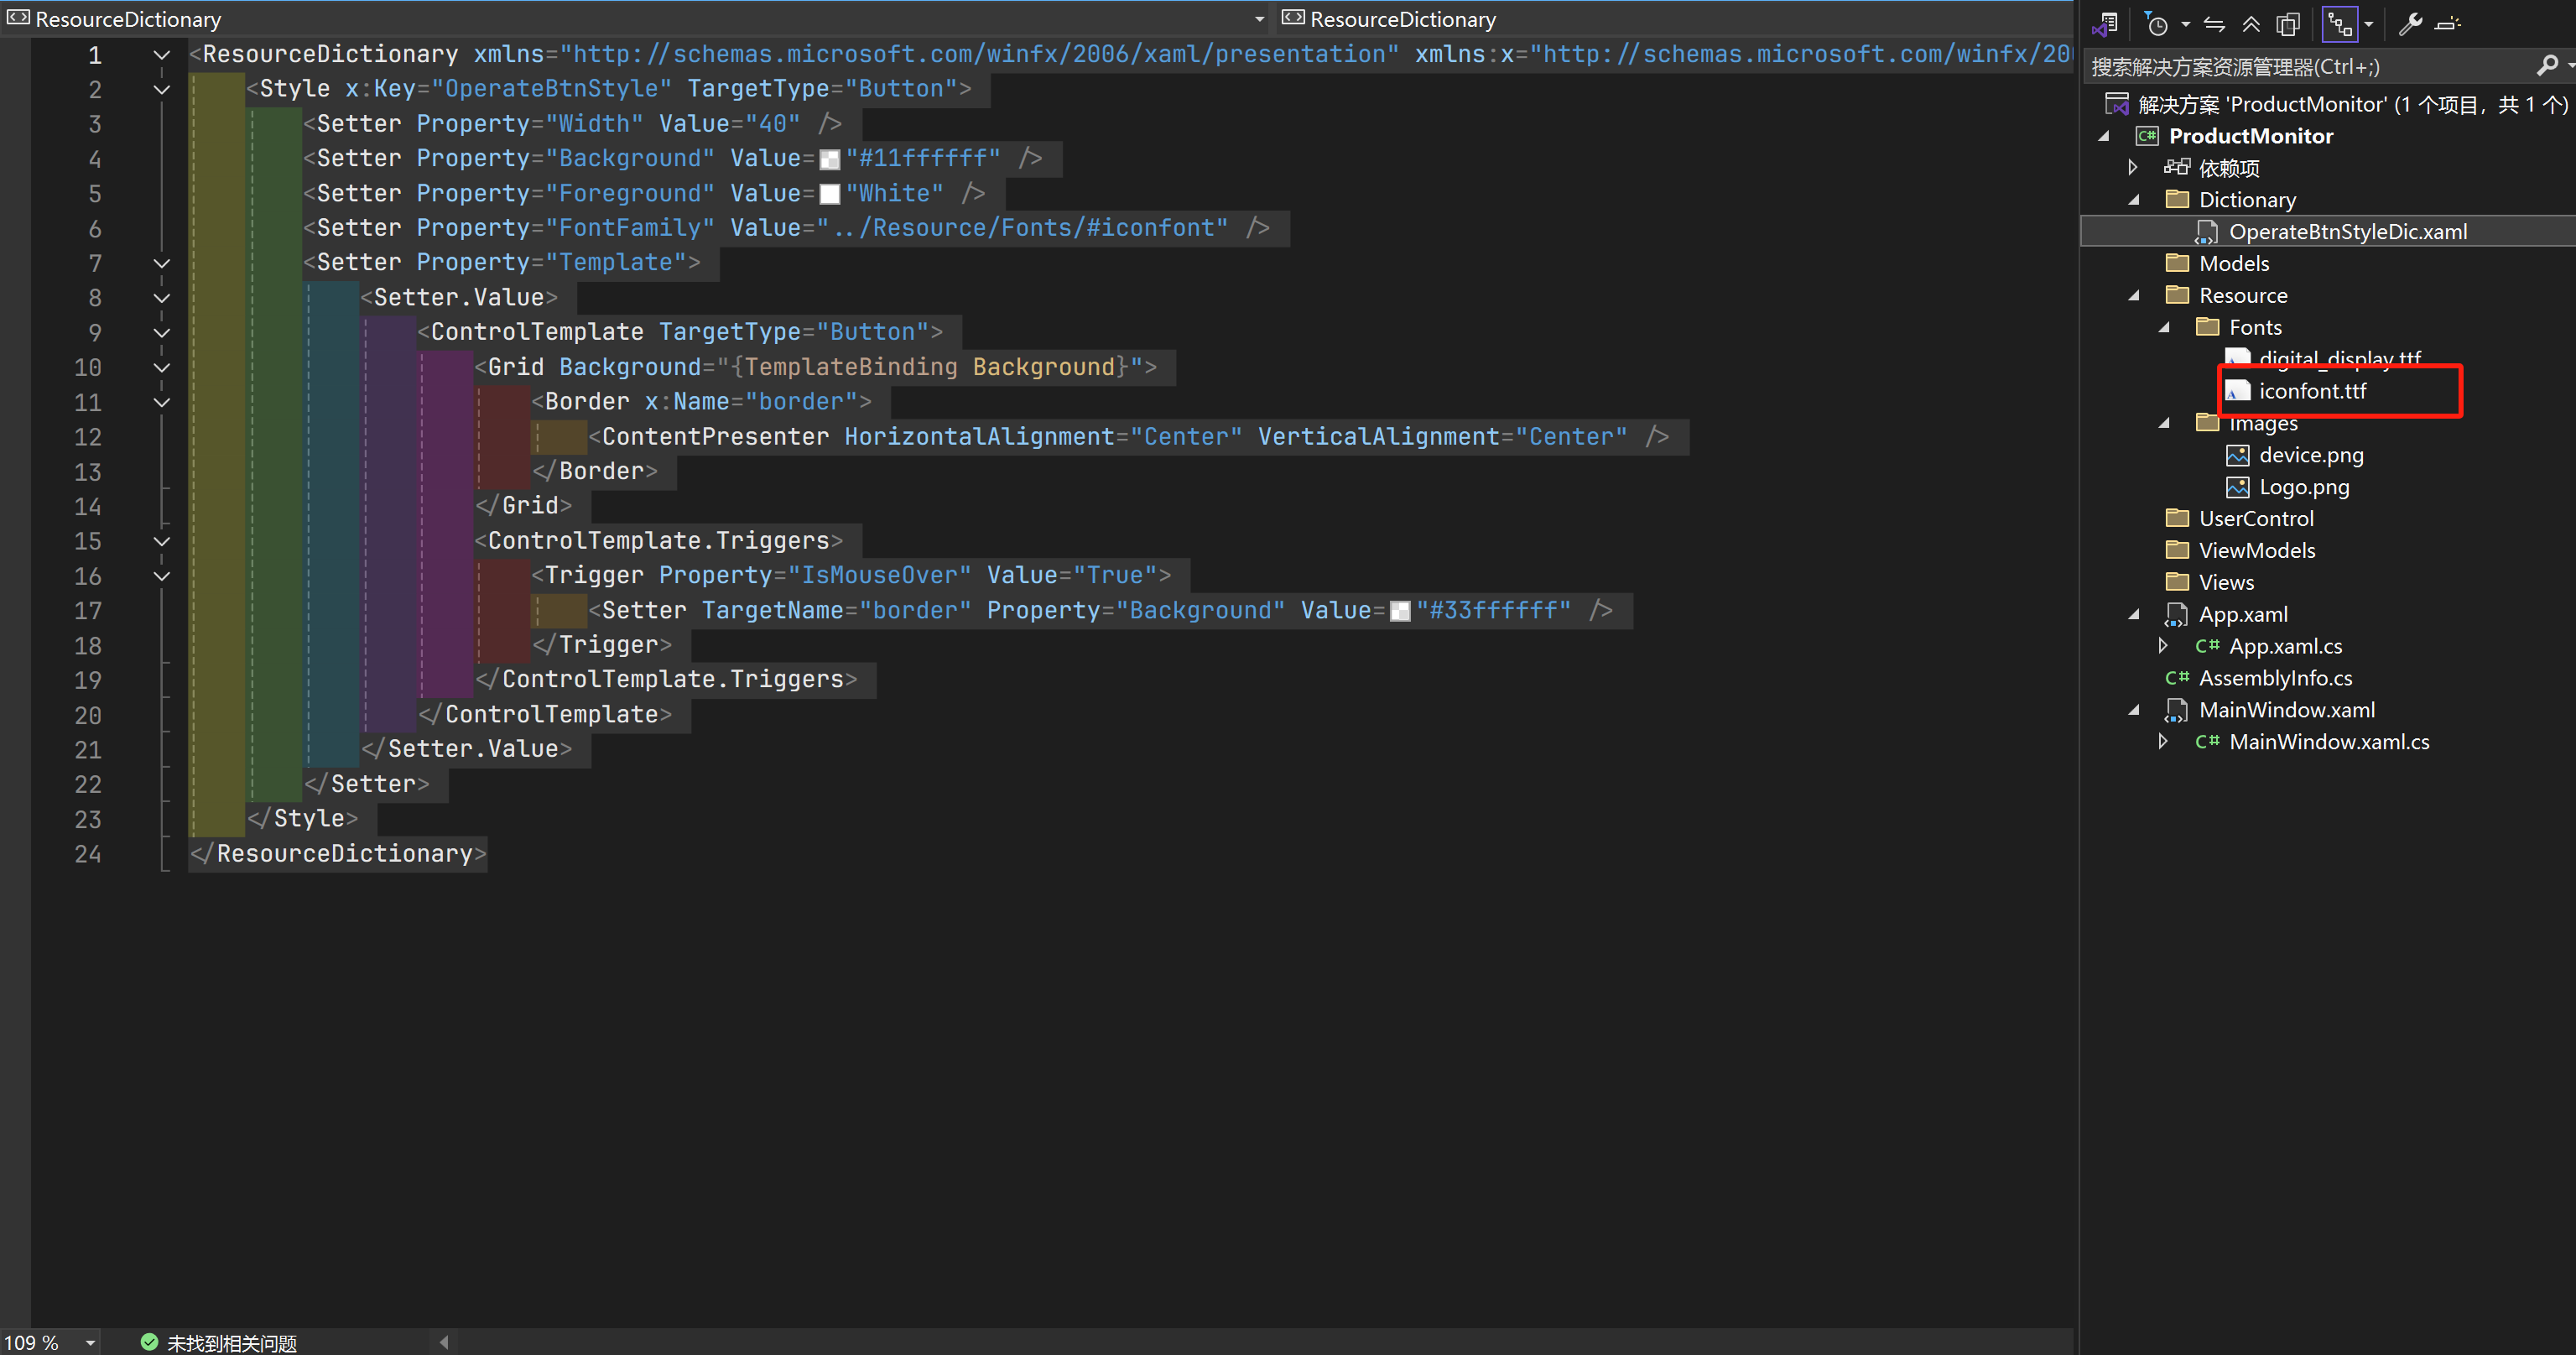 ResourceDictionary
ResourceDictionary
1 <ResourceDictionary xmlns="http://schemas.microsoft.com/winfx/2006/xaml/presentation" xmlns:x="http://schemas.microsoft.com/winfx/20
2 <Style x:Key="OperateBtnStyle" TargetType="Button">
3 <Setter Property="Width" Value="40" />
4 <Setter Property="Background" Value="#11ffffff" />
5 <Setter Property="Foreground" Value="White" />
6 <Setter Property="FontFamily" Value="../Resource/Fonts/#iconfont" />
7 <Setter Property="Template">
8 <Setter.Value>
9 <ControlTemplate TargetType="Button">
10 <Grid Background="{TemplateBinding Background}">
11 <Border x:Name="border">
12 <ContentPresenter HorizontalAlignment="Center" VerticalAlignment="Center" />
13 </Border>
14 </Grid>
15 <ControlTemplate.Triggers>
16 <Trigger Property="IsMouseOver" Value="True">
17 <Setter TargetName="border" Property="Background" Value="#33ffffff" />
18 </Trigger>
19 </ControlTemplate.Triggers>
20 </ControlTemplate>
21 </Setter.Value>
22 </Setter>
23 </Style>
24 </ResourceDictionary>
109 %
未找到相关问题
搜索解决方案资源管理器(Ctrl+;)
解决方案 'ProductMonitor' (1 个项目，共 1 个)
C# ProductMonitor
依赖项
Dictionary
OperateBtnStyleDic.xaml
Models
Resource
Fonts
digital_display.ttf
iconfont.ttf
Images
device.png
Logo.png
UserControl
ViewModels
Views
App.xaml
C# App.xaml.cs
C# AssemblyInfo.cs
MainWindow.xaml
C# MainWindow.xaml.cs